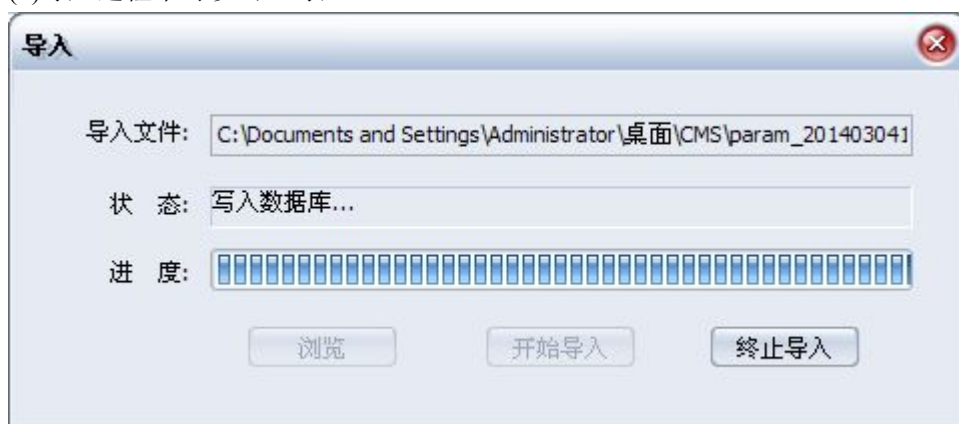 导入
导入文件: C:\Documents and Settings\Administrator\桌面\CMS\param_201403041
状 态: 写入数据库...
进 度:
浏览 开始导入 终止导入